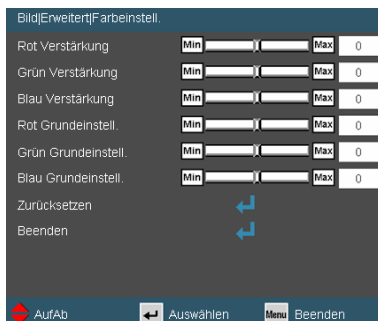 Bild|Erweitert|Farbeinstell.
Rot Verstärkung Min Max 0
Grün Verstärkung Min Max 0
Blau Verstärkung Min Max 0
Rot Grundeinstell. Min Max 0
Grün Grundeinstell. Min Max 0
Blau Grundeinstell. Min Max 0
Zurücksetzen
Beenden
AufAb Auswählen Menu Beenden